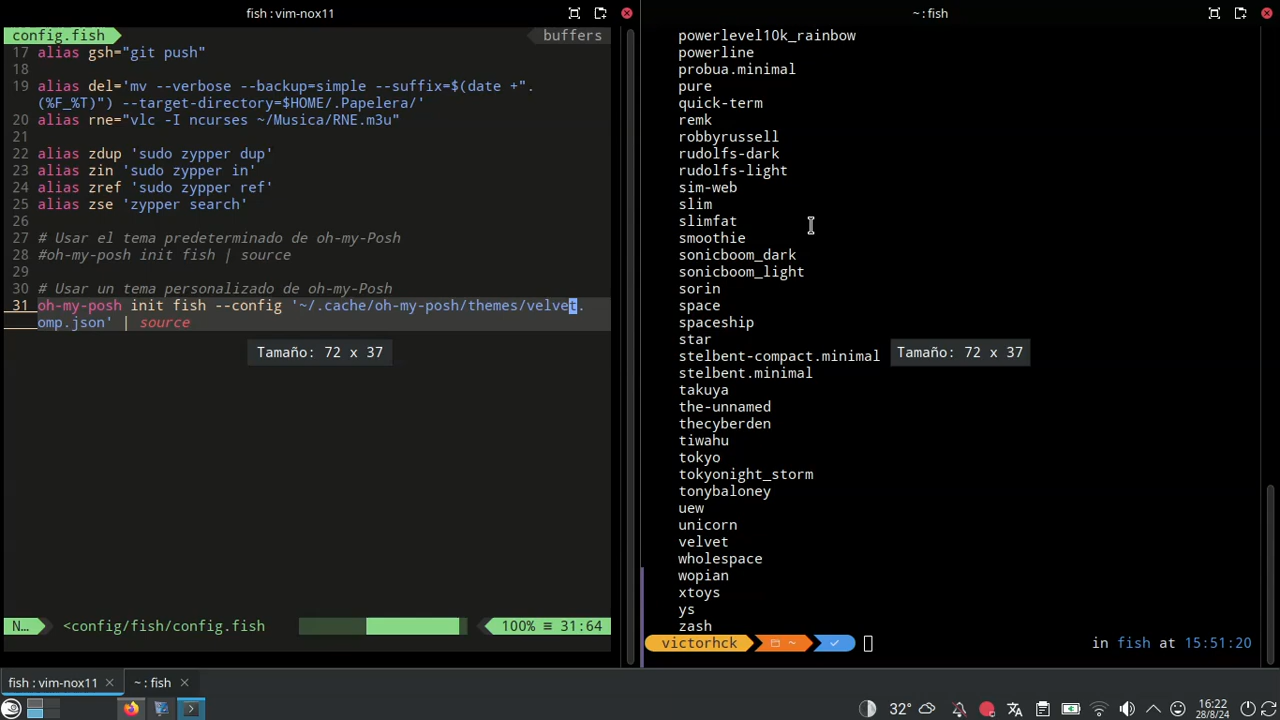 fish : vim-nox11
config.fish
buffers
17 alias gsh="git push"
18
19 alias del='mv --verbose --backup=simple --suffix=$(date +".
(%F_%T)") --target-directory=$HOME/.Papelera/'
20 alias rne="vlc -I ncurses ~/Musica/RNE.m3u"
21
22 alias zdup 'sudo zypper dup'
23 alias zin 'sudo zypper in'
24 alias zref 'sudo zypper ref'
25 alias zse 'zypper search'
26
27 # Usar el tema predeterminado de oh-my-Posh
28 #oh-my-posh init fish | source
29
30 # Usar un tema personalizado de oh-my-Posh
31 oh-my-posh init fish --config '~/.cache/oh-my-posh/themes/velvet.
omp.json' | source
Tamaño: 72 x 37
N… <config/fish/config.fish 100% ≡ 31:64
~ : fish
powerlevel10k_rainbow
powerline
probua.minimal
pure
quick-term
remk
robbyrussell
rudolfs-dark
rudolfs-light
sim-web
slim
slimfat
smoothie
sonicboom_dark
sonicboom_light
sorin
space
spaceship
star
stelbent-compact.minimal
Tamaño: 72 x 37
stelbent.minimal
takuya
the-unnamed
thecyberden
tiwahu
tokyo
tokyonight_storm
tonybaloney
uew
unicorn
velvet
wholespace
wopian
xtoys
ys
zash
victorhck ~ ✓ in fish at 15:51:20
fish : vim-nox11 ~ : fish
32° 16:22
28/8/24